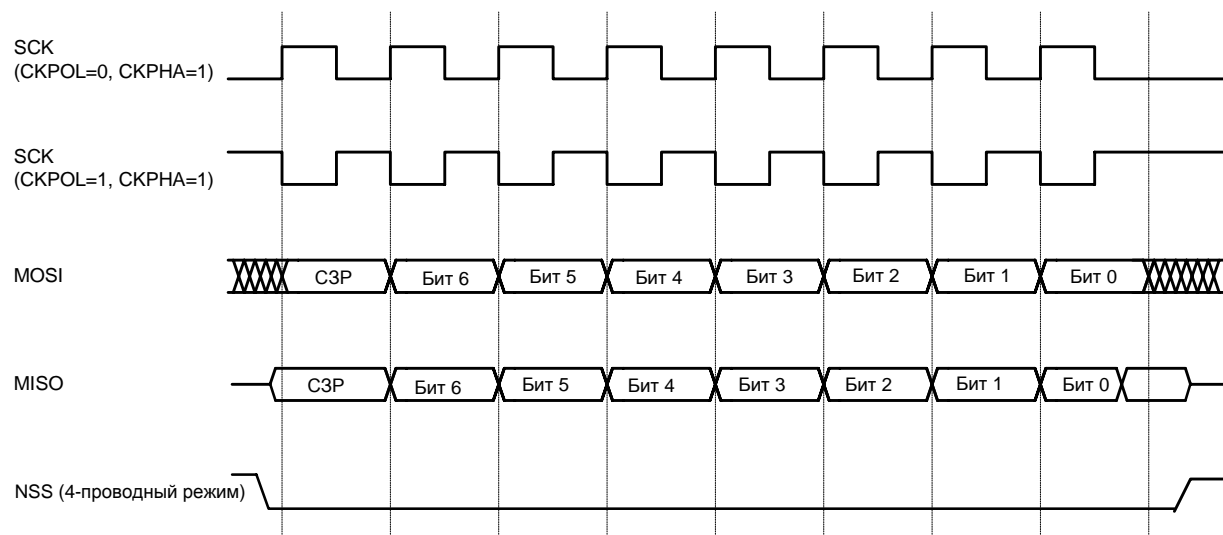 SCK
(CKPOL=0, CKPHA=1)
SCK
(CKPOL=1, CKPHA=1)
MOSI
СЗР
Бит 6
Бит 5
Бит 4
Бит 3
Бит 2
Бит 1
Бит 0
MISO
СЗР
Бит 6
Бит 5
Бит 4
Бит 3
Бит 2
Бит 1
Бит 0
NSS (4-проводный режим)